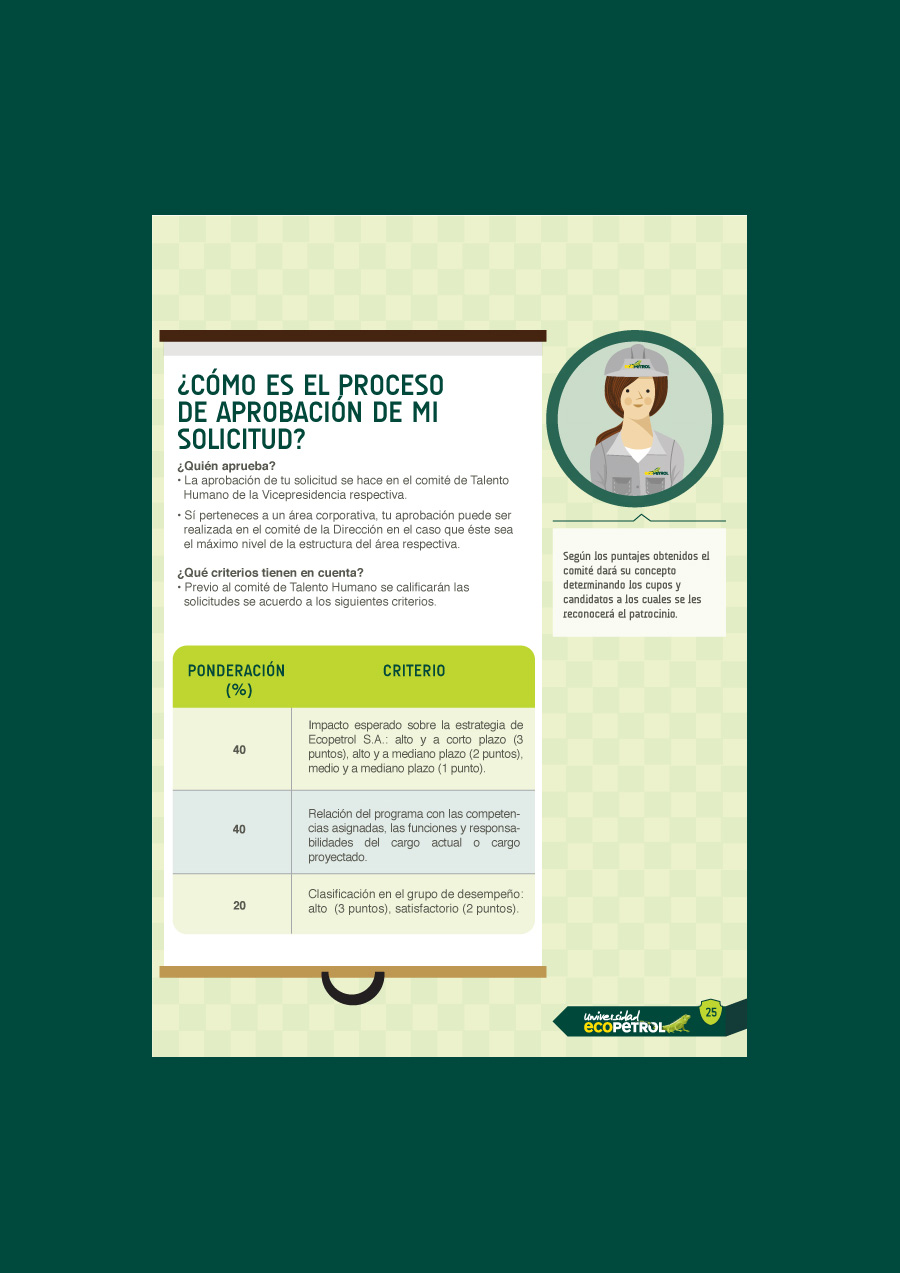 ¿CÓMO ES EL PROCESO
DE APROBACIÓN DE MI
SOLICITUD?
¿Quién aprueba?
• La aprobación de tu solicitud se hace en el comité de Talento
Humano de la Vicepresidencia respectiva.
• Sí perteneces a un área corporativa, tu aprobación puede ser
realizada en el comité de la Dirección en el caso que éste sea
el máximo nivel de la estructura del área respectiva.
¿Qué criterios tienen en cuenta?
• Previo al comité de Talento Humano se calificarán las
solicitudes se acuerdo a los siguientes criterios.
PONDERACIÓN
(%)
CRITERIO
40
Impacto esperado sobre la estrategia de
Ecopetrol S.A.: alto y a corto plazo (3
puntos), alto y a mediano plazo (2 puntos),
medio y a mediano plazo (1 punto).
40
Relación del programa con las competen-
cias asignadas, las funciones y responsa-
bilidades del cargo actual o cargo
proyectado.
20
Clasificación en el grupo de desempeño:
alto (3 puntos), satisfactorio (2 puntos).
ECOPETROL
ECOPETROL
Según los puntajes obtenidos el
comité dará su concepto
determinando los cupos y
candidatos a los cuales se les
reconocerá el patrocinio.
universidad
ECOPETROL
25